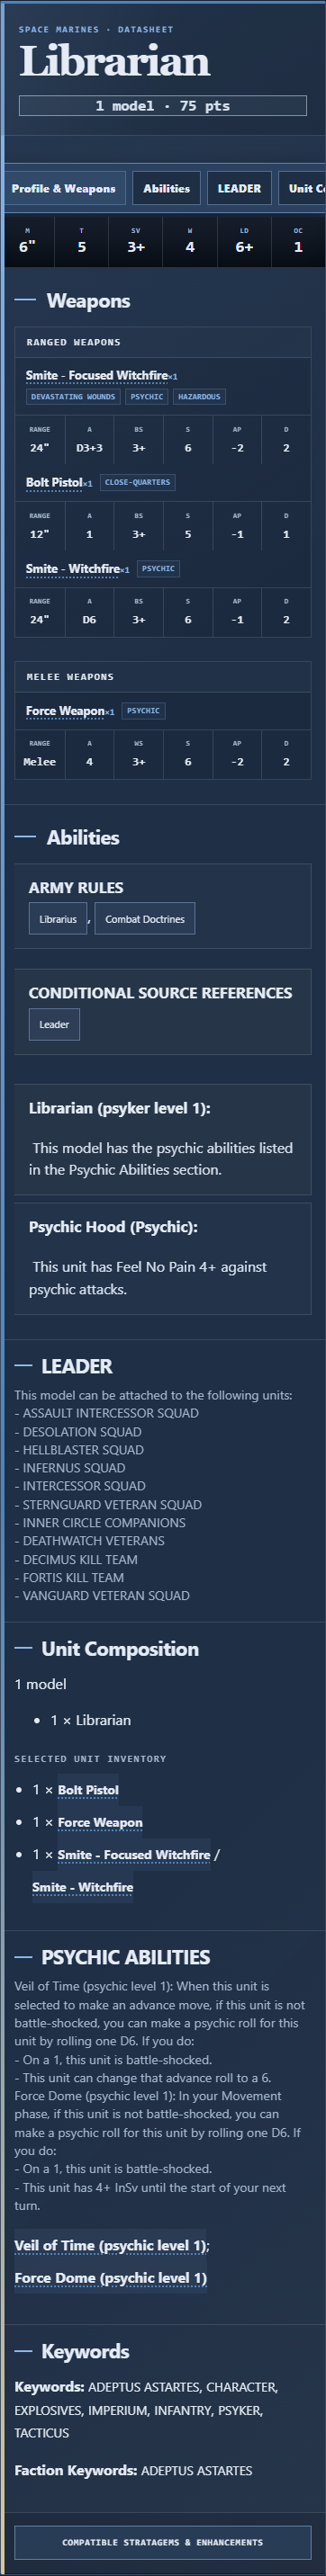 SPACE MARINES · DATASHEET
Librarian
1 model · 75 pts
Profile & Weapons
Abilities
LEADER
Unit C
M T SV W LD OC
6" 5 3+ 4 6+ 1
Weapons
RANGED WEAPONS
Smite - Focused Witchfire×1
DEVASTATING WOUNDS PSYCHIC HAZARDOUS
RANGE A BS S AP D
24" D3+3 3+ 6 -2 2
Bolt Pistol×1 CLOSE-QUARTERS
RANGE A BS S AP D
12" 1 3+ 5 -1 1
Smite - Witchfire×1 PSYCHIC
RANGE A BS S AP D
24" D6 3+ 6 -1 2
MELEE WEAPONS
Force Weapon×1 PSYCHIC
RANGE A WS S AP D
Melee 4 3+ 6 -2 2
Abilities
ARMY RULES
Librarius, Combat Doctrines
CONDITIONAL SOURCE REFERENCES
Leader
Librarian (psyker level 1):
This model has the psychic abilities listed
in the Psychic Abilities section.
Psychic Hood (Psychic):
This unit has Feel No Pain 4+ against
psychic attacks.
LEADER
This model can be attached to the following units:
- ASSAULT INTERCESSOR SQUAD
- DESOLATION SQUAD
- HELLBLASTER SQUAD
- INFERNUS SQUAD
- INTERCESSOR SQUAD
- STERNGUARD VETERAN SQUAD
- INNER CIRCLE COMPANIONS
- DEATHWATCH VETERANS
- DECIMUS KILL TEAM
- FORTIS KILL TEAM
- VANGUARD VETERAN SQUAD
Unit Composition
1 model
• 1 × Librarian
SELECTED UNIT INVENTORY
• 1 × Bolt Pistol
• 1 × Force Weapon
• 1 × Smite - Focused Witchfire /
Smite - Witchfire
PSYCHIC ABILITIES
Veil of Time (psychic level 1): When this unit is
selected to make an advance move, if this unit is not
battle-shocked, you can make a psychic roll for this
unit by rolling one D6. If you do:
- On a 1, this unit is battle-shocked.
- This unit can change that advance roll to a 6.
Force Dome (psychic level 1): In your Movement
phase, if this unit is not battle-shocked, you can
make a psychic roll for this unit by rolling one D6. If
you do:
- On a 1, this unit is battle-shocked.
- This unit has 4+ InSv until the start of your next
turn.
Veil of Time (psychic level 1);
Force Dome (psychic level 1)
Keywords
Keywords: ADEPTUS ASTARTES, CHARACTER,
EXPLOSIVES, IMPERIUM, INFANTRY, PSYKER,
TACTICUS
Faction Keywords: ADEPTUS ASTARTES
COMPATIBLE STRATAGEMS & ENHANCEMENTS